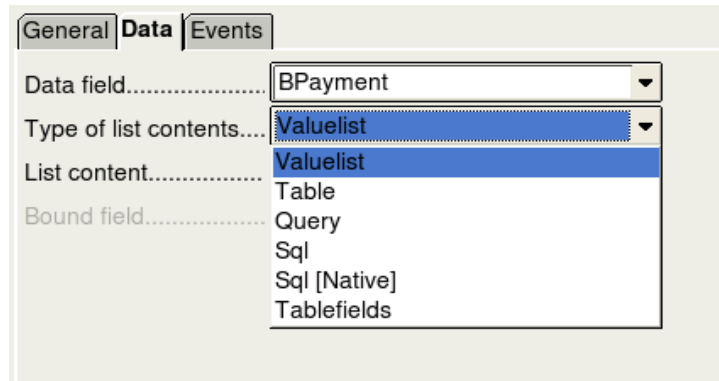 General Data Events
Data field..................... BPayment
Type of list contents.... Valuelist
List content................. Valuelist
Table
Bound field.................. Query
Sql
Sql [Native]
Tablefields